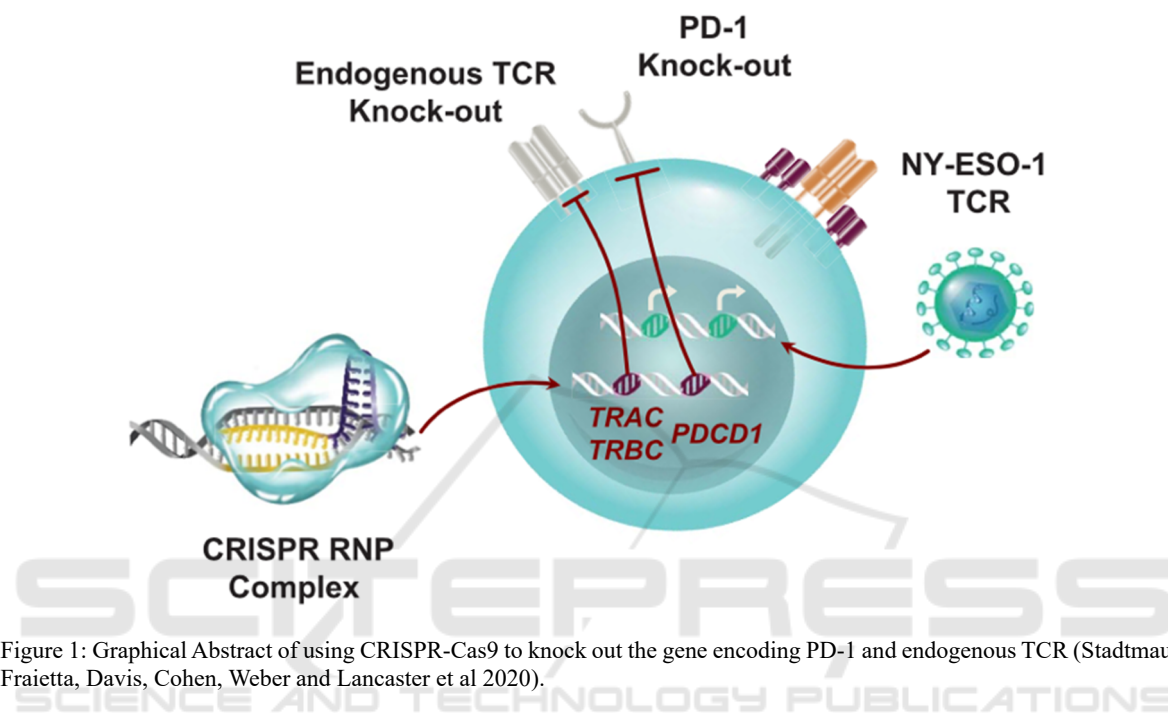 PD-1
Knock-out
Endogenous TCR
Knock-out
NY-ESO-1
TCR
TRAC
TRBC
PDCD1
CRISPR RNP
Complex
SCITEPRESS
Figure 1: Graphical Abstract of using CRISPR-Cas9 to knock out the gene encoding PD-1 and endogenous TCR (Stadtmau
Fraietta, Davis, Cohen, Weber and Lancaster et al 2020).
SCIENCE AND TECHNOLOGY PUBLICATIONS